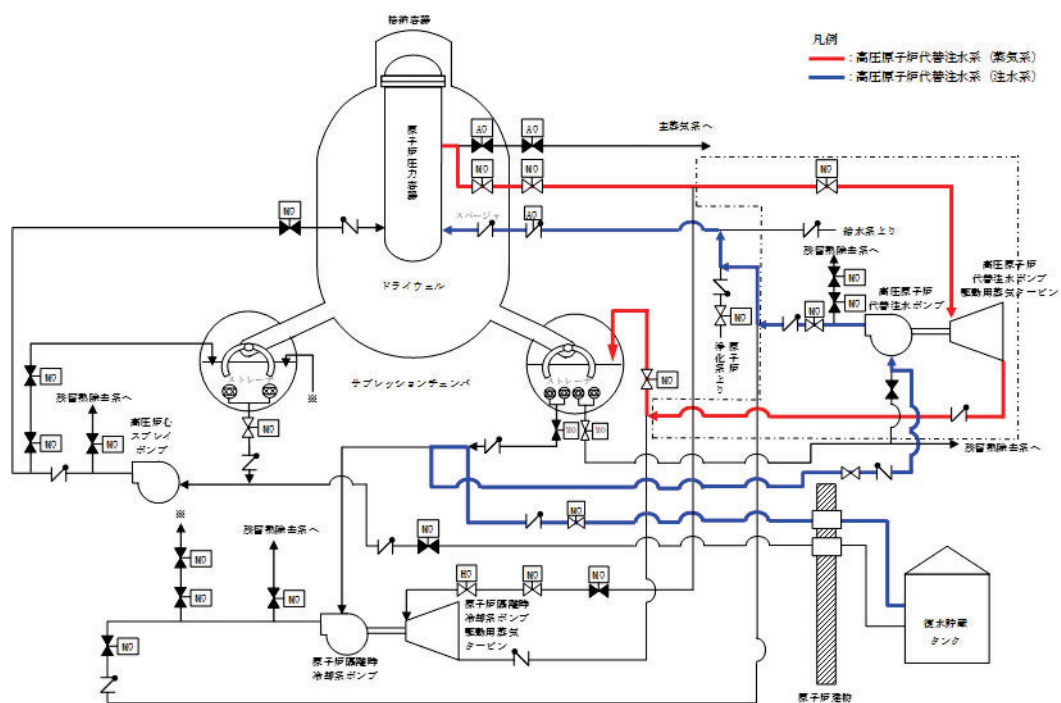 格納容器
凡例
:高圧原子炉代替注水系(蒸気系)
:高圧原子炉代替注水系(注水系)
原子炉圧力容器
AO
AO
主蒸気系へ
MO
MO
MO
MO
スパージャ
AO
給水系より
残留熱除去系へ
高圧原子炉
代替注水ポンプ
駆動用蒸気タービン
高圧原子炉
代替注水ポンプ
MO
MO
MO
ドライウェル
MO
原子炉
浄化系より
MO
ストレーナ
サプレッションチェンバ
ストレーナ
MO
※
残留熱除去系へ
高圧炉心
スプレイ
ポンプ
MO
MO
MO
MO
MO
残留熱除去系へ
※
残留熱除去系へ
MO
MO
MO
MO
MO
HO
MO
MO
原子炉隔離時
冷却系ポンプ
駆動用蒸気
タービン
復水貯蔵
タンク
MO
原子炉隔離時
冷却系ポンプ
原子炉建物